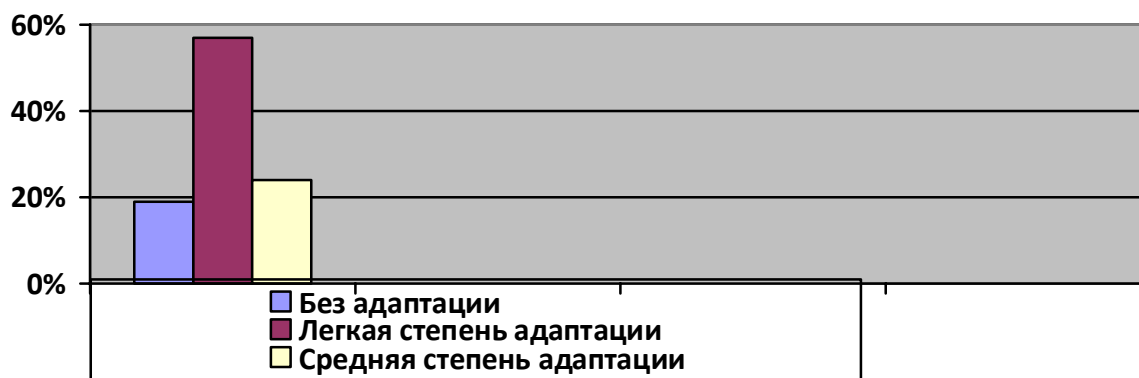 60%
40%
20%
0%
Без адаптации
Легкая степень адаптации
Средняя степень адаптации